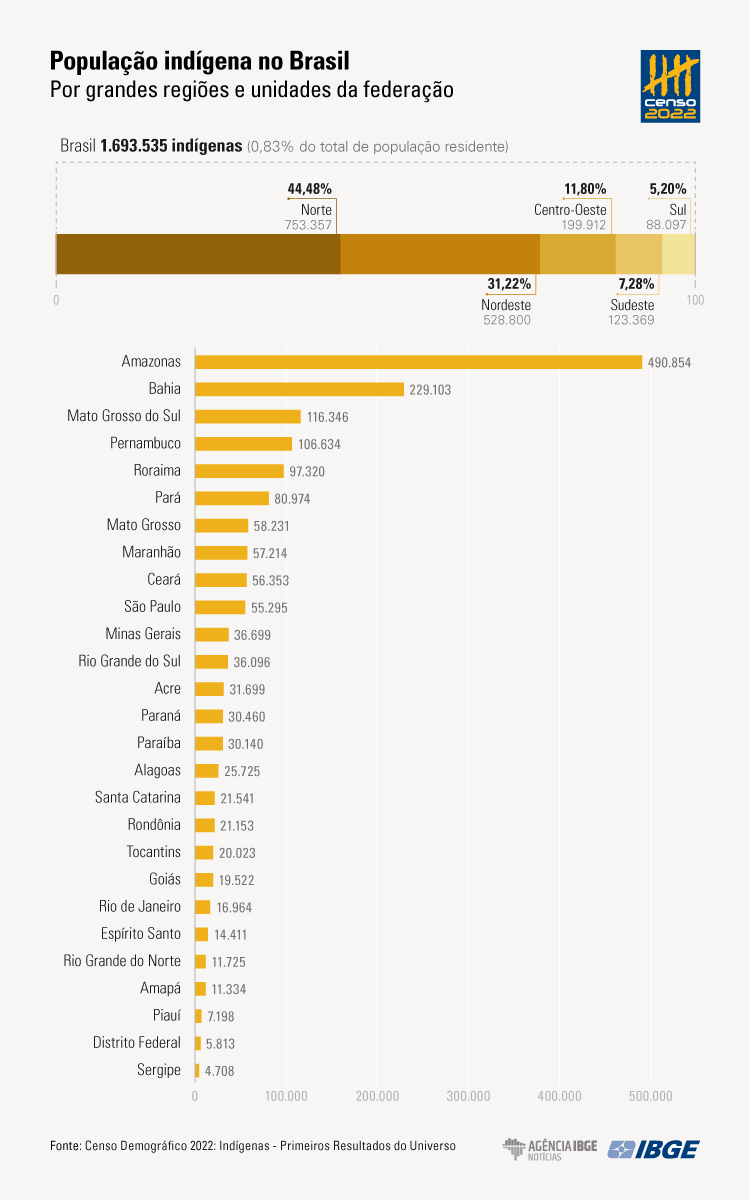 População indígena no Brasil
Por grandes regiões e unidades da federação
censo
2022
Brasil 1.693.535 indígenas (0,83% do total de população residente)
44,48%
Norte
753.357
11,80%
Centro-Oeste
199.912
5,20%
Sul
88.097
0
31,22%
Nordeste
528.800
7,28%
Sudeste
123.369
100
Amazonas 490.854
Bahia 229.103
Mato Grosso do Sul 116.346
Pernambuco 106.634
Roraima 97.320
Pará 80.974
Mato Grosso 58.231
Maranhão 57.214
Ceará 56.353
São Paulo 55.295
Minas Gerais 36.699
Rio Grande do Sul 36.096
Acre 31.699
Paraná 30.460
Paraíba 30.140
Alagoas 25.725
Santa Catarina 21.541
Rondônia 21.153
Tocantins 20.023
Goiás 19.522
Rio de Janeiro 16.964
Espírito Santo 14.411
Rio Grande do Norte 11.725
Amapá 11.334
Piauí 7.198
Distrito Federal 5.813
Sergipe 4.708
0 100.000 200.000 300.000 400.000 500.000
Fonte: Censo Demográfico 2022: Indígenas - Primeiros Resultados do Universo
AGÊNCIA IBGE
NOTÍCIAS
IBGE